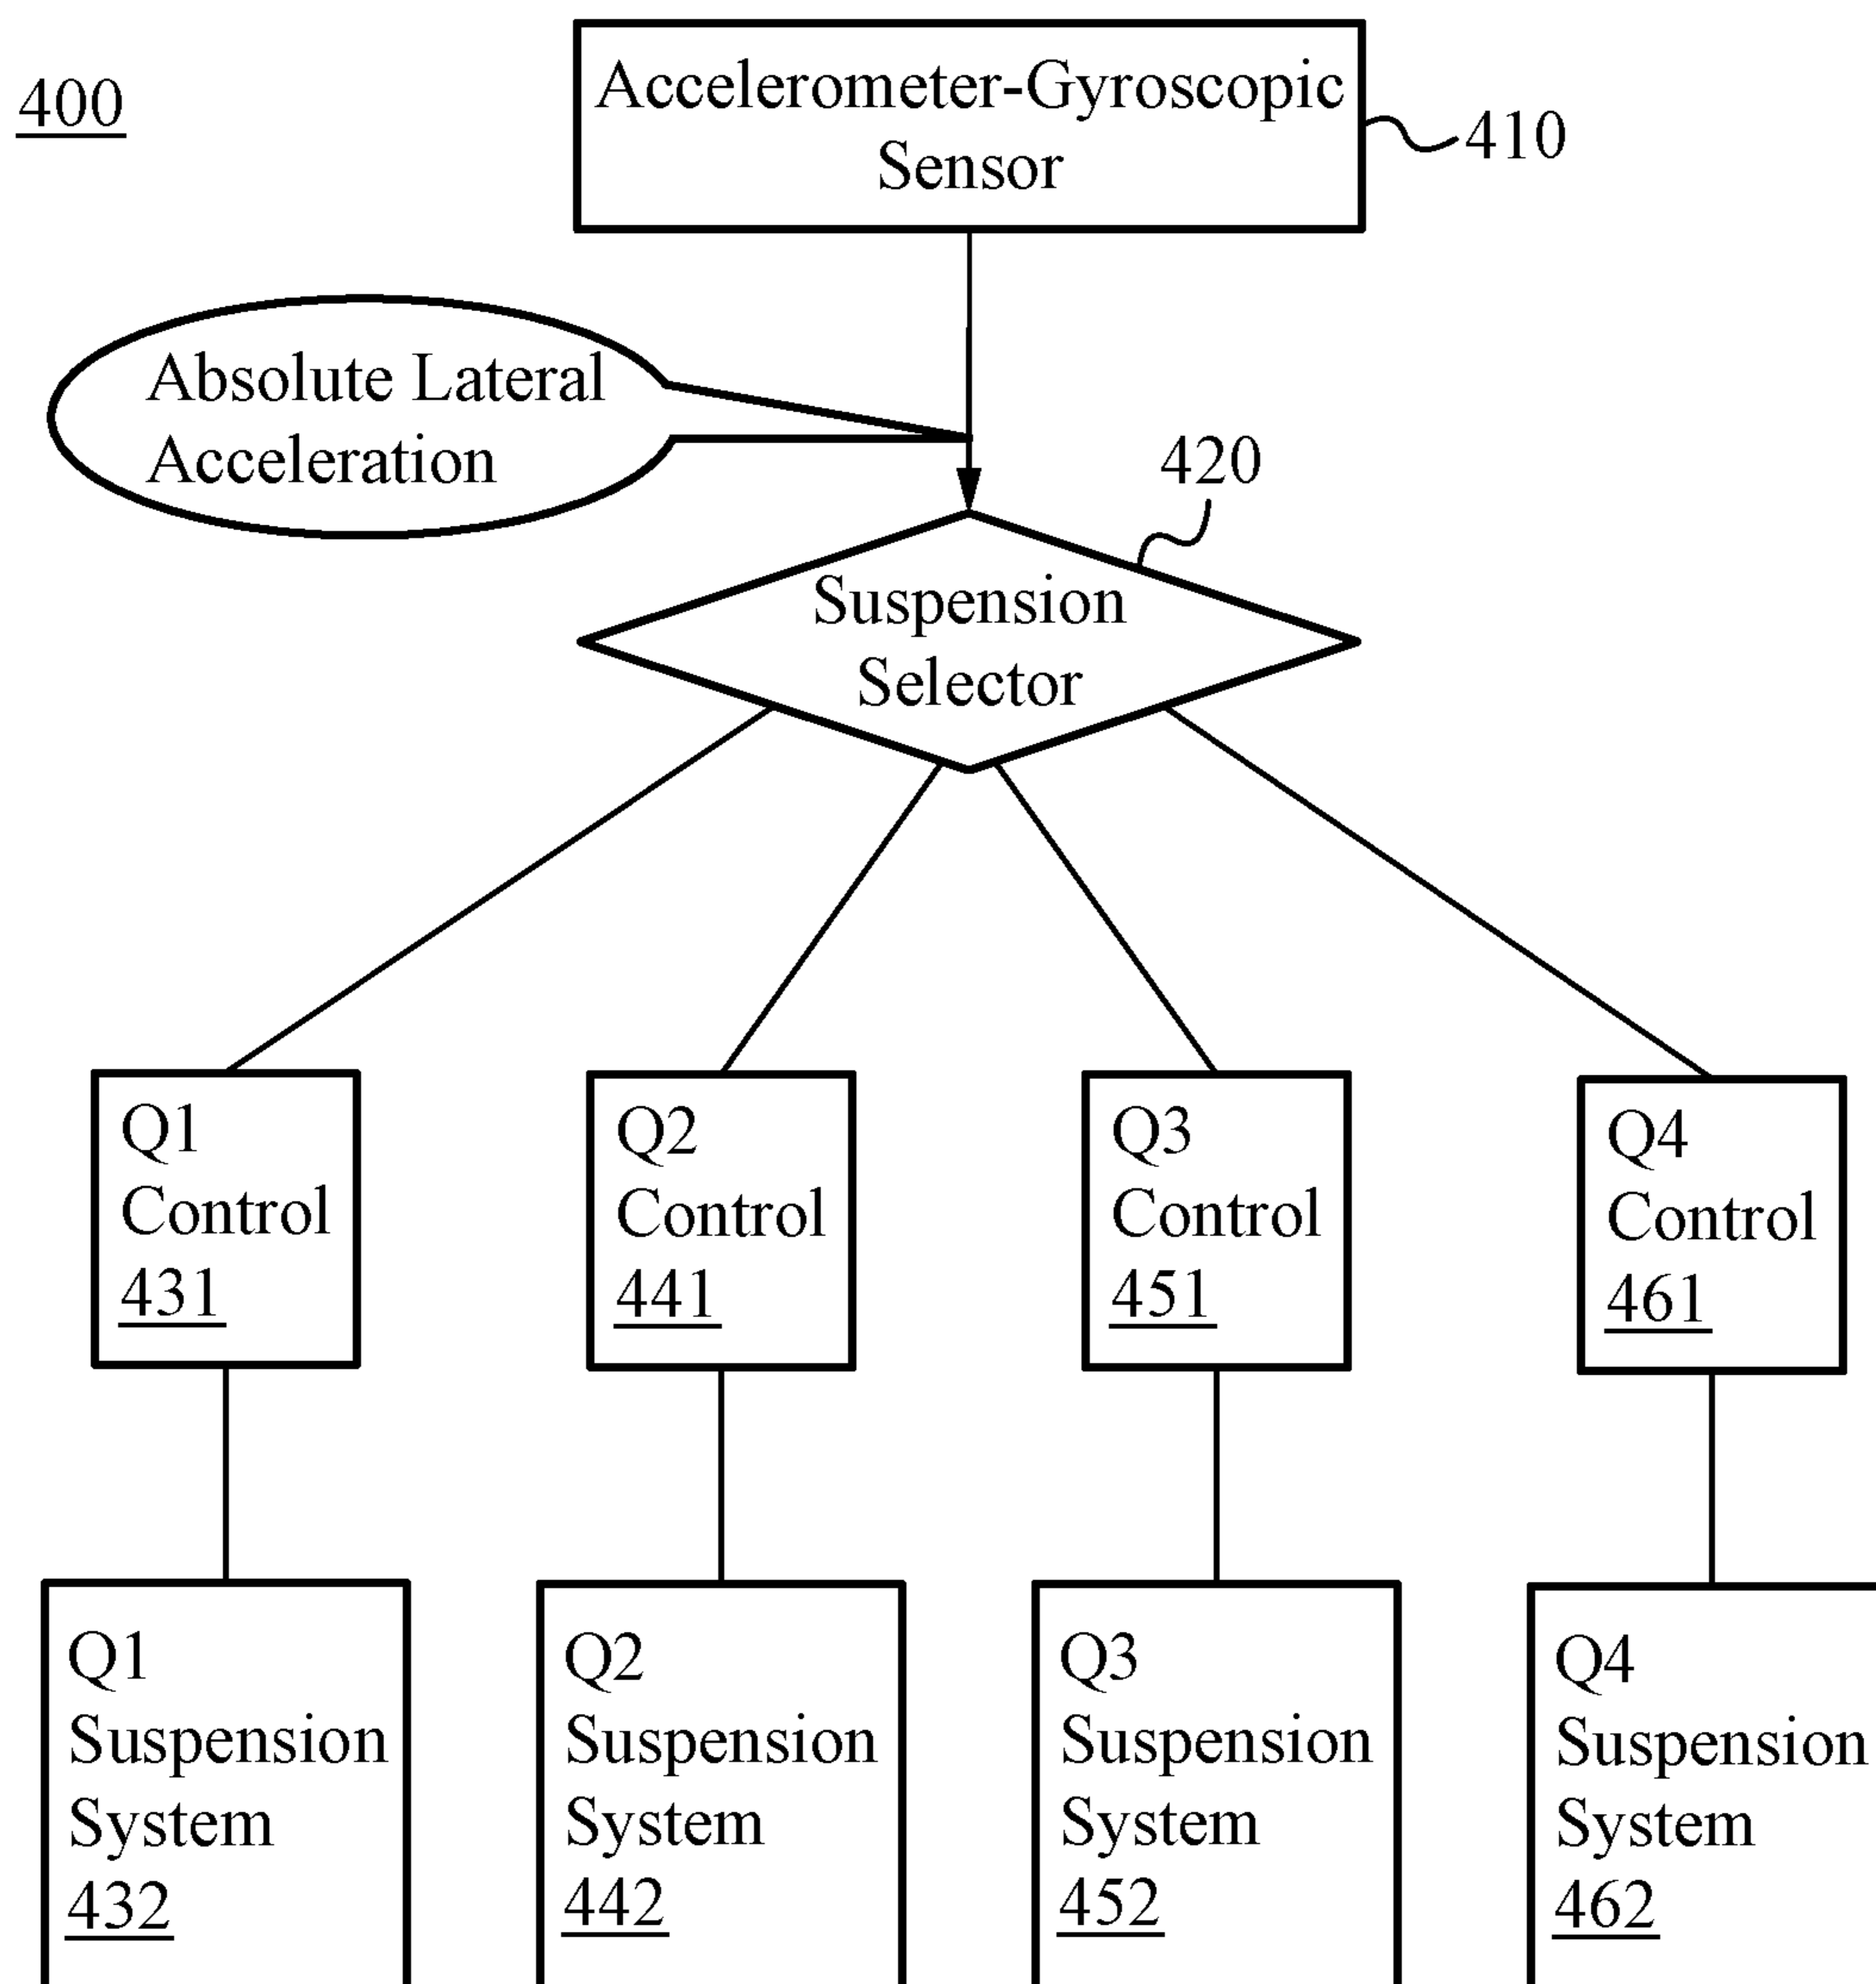 400
Accelerometer-Gyroscopic
Sensor
410
Absolute Lateral
Acceleration
420
Suspension
Selector
Q1
Control
431
Q2
Control
441
Q3
Control
451
Q4
Control
461
Q1
Suspension
System
432
Q2
Suspension
System
442
Q3
Suspension
System
452
Q4
Suspension
System
462